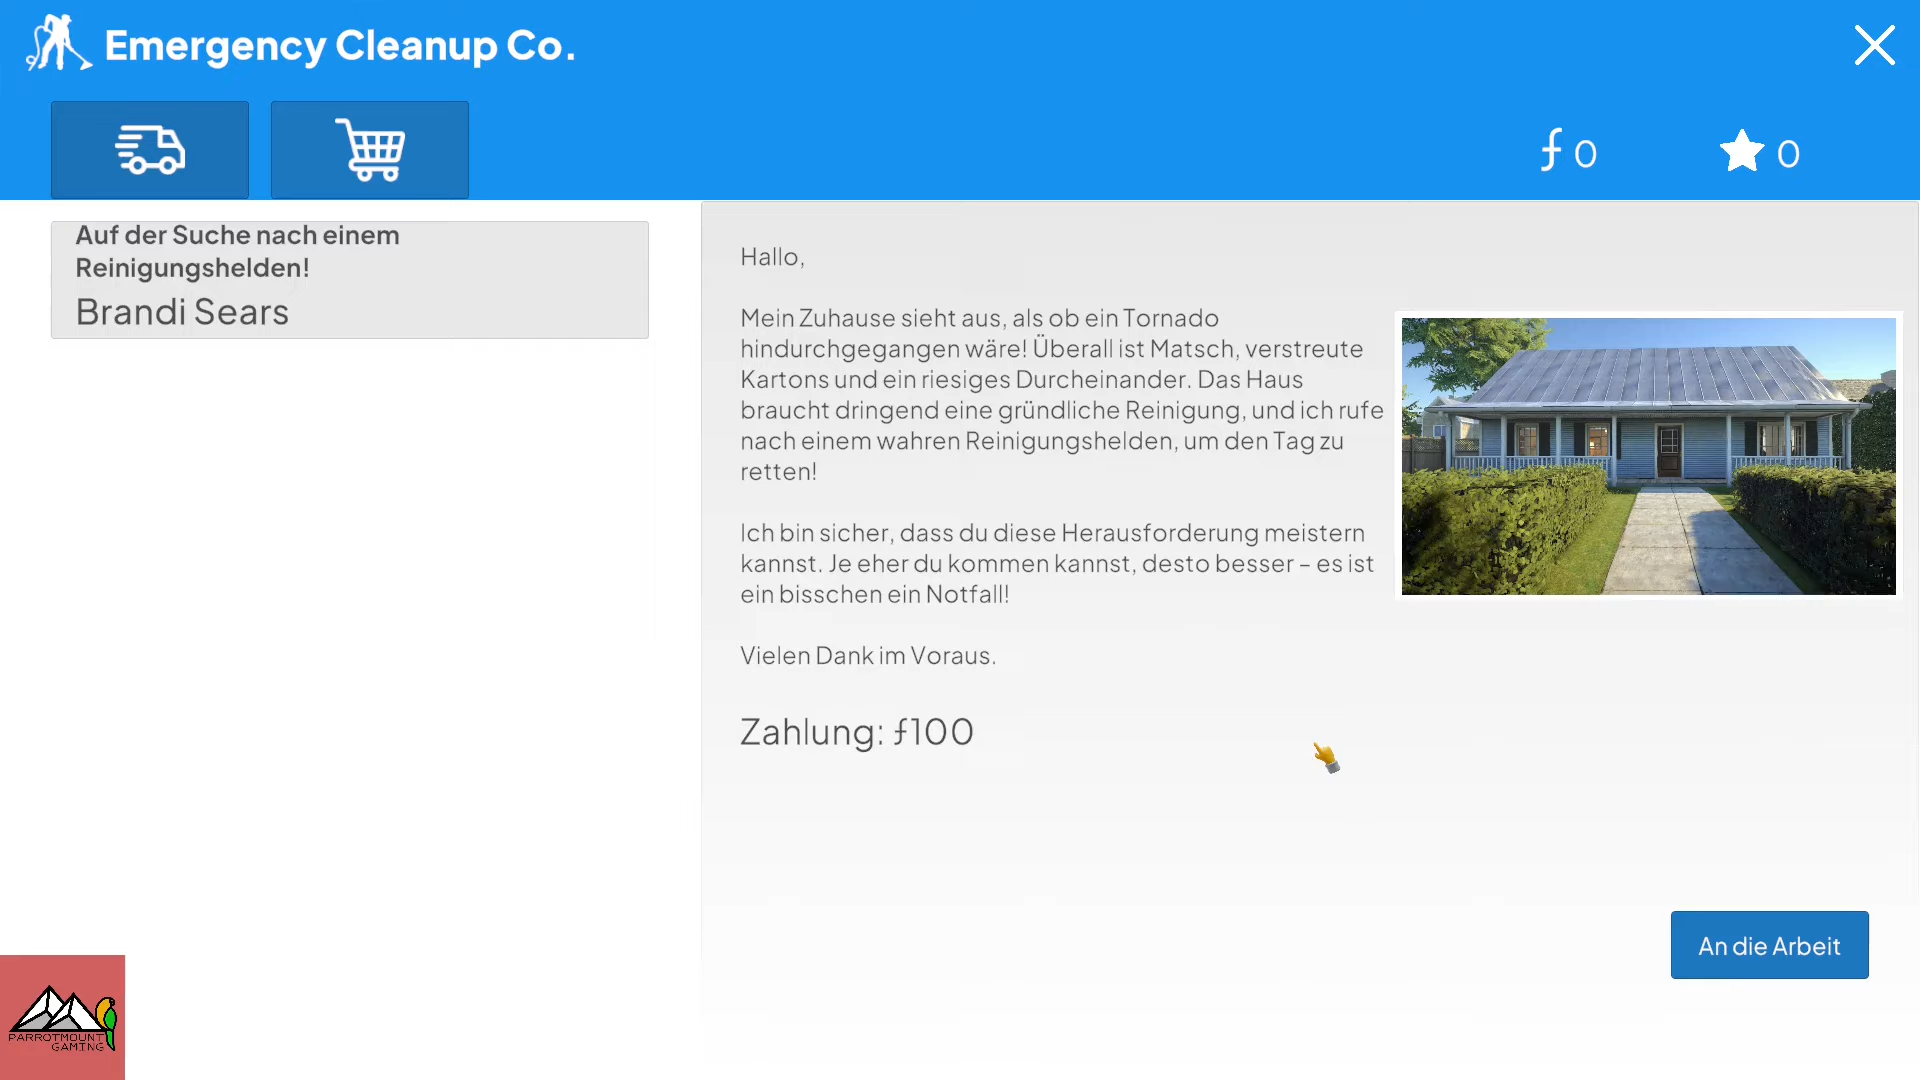 Emergency Cleanup Co.
ƒ 0
0
Auf der Suche nach einem
Reinigungshelden!
Brandi Sears
Hallo,
Mein Zuhause sieht aus, als ob ein Tornado
hindurchgegangen wäre! Überall ist Matsch, verstreute
Kartons und ein riesiges Durcheinander. Das Haus
braucht dringend eine gründliche Reinigung, und ich rufe
nach einem wahren Reinigungshelden, um den Tag zu
retten!
Ich bin sicher, dass du diese Herausforderung meistern
kannst. Je eher du kommen kannst, desto besser – es ist
ein bisschen ein Notfall!
Vielen Dank im Voraus.
Zahlung: ƒ100
An die Arbeit
PARROTMOUNT
GAMING